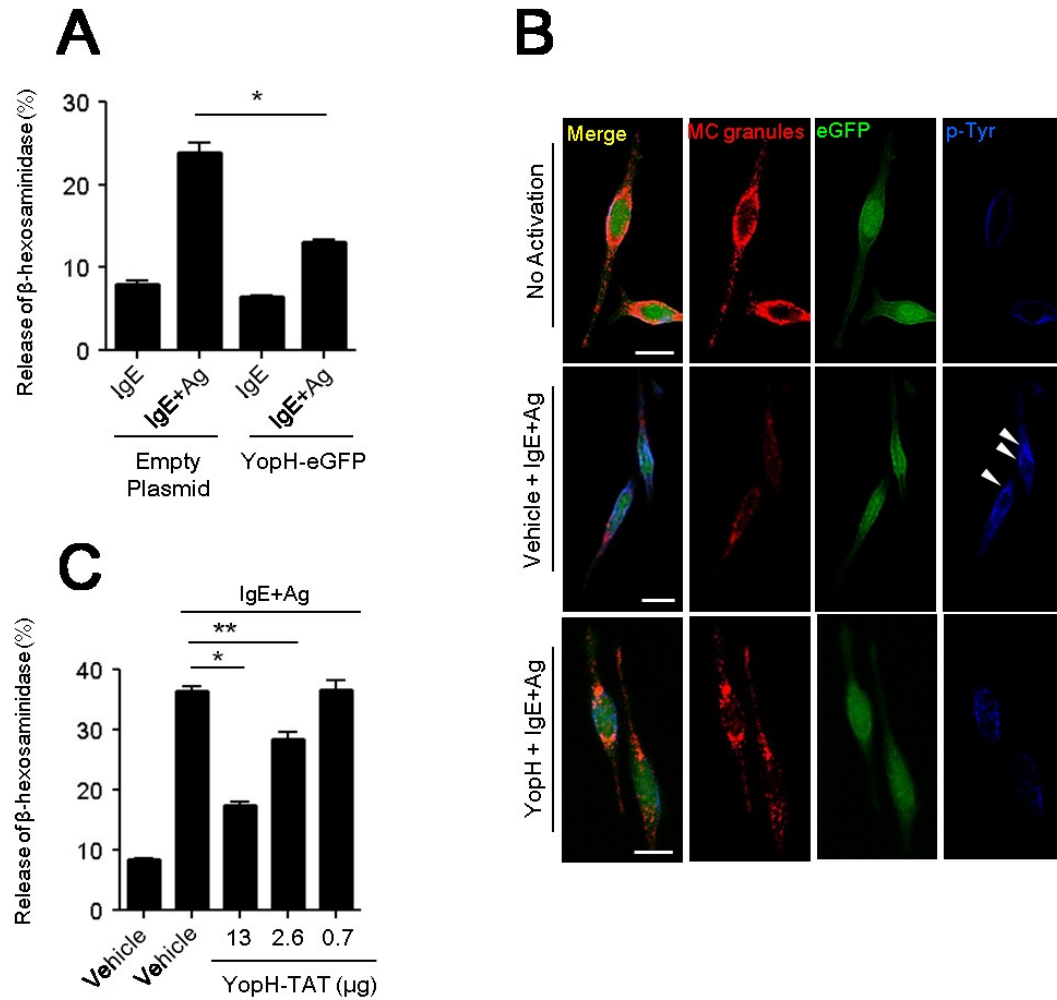 A
Release of β-hexosaminidase (%)
30
20
10
0
*
IgE
IgE+Ag
IgE
IgE+Ag
Empty
Plasmid
YopH-eGFP
B
Merge
MC granules
eGFP
p-Tyr
No Activation
Vehicle + IgE+Ag
YopH + IgE+Ag
C
IgE+Ag
**
*
Release of β-hexosaminidase (%)
40
30
20
10
0
Vehicle
Vehicle
13
2.6
0.7
YopH-TAT (μg)